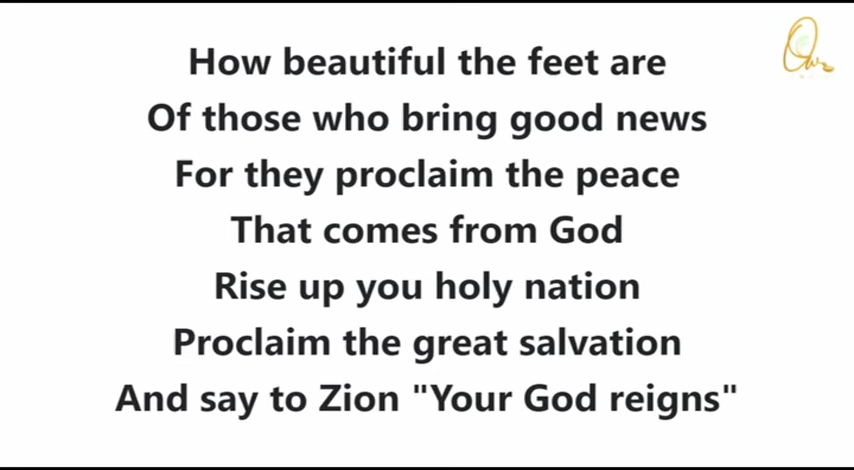 How beautiful the feet are
Of those who bring good news
For they proclaim the peace
That comes from God
Rise up you holy nation
Proclaim the great salvation
And say to Zion "Your God reigns"